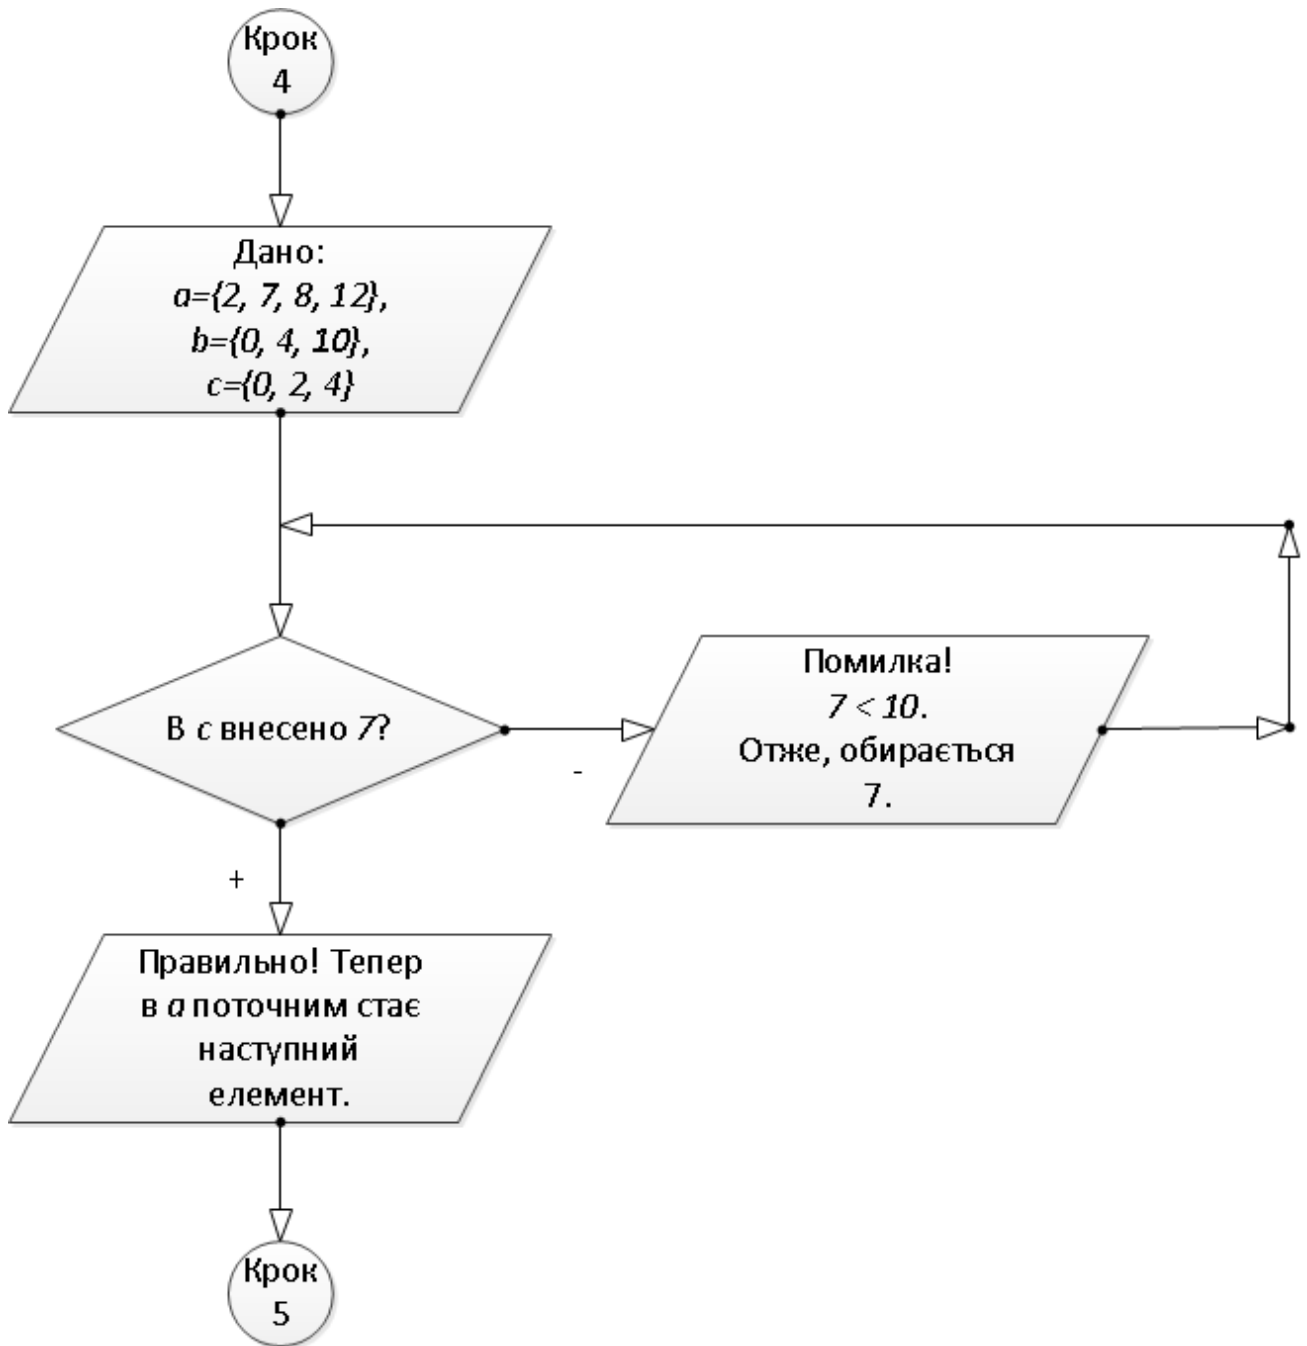 Крок
4
Дано:
a={2, 7, 8, 12},
b={0, 4, 10},
c={0, 2, 4}
В c внесено 7?
-
Помилка!
7 < 10.
Отже, обирається
7.
+
Правильно! Тепер
в a поточним стає
наступний
елемент.
Крок
5